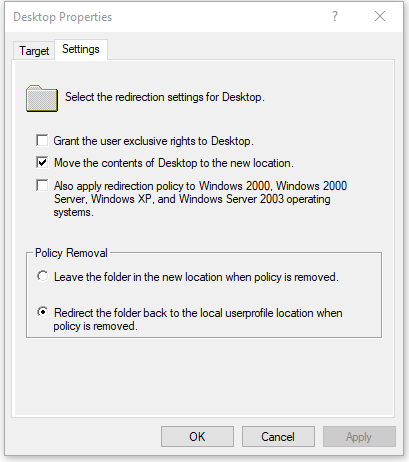 Desktop Properties
?
Target
Settings
Select the redirection settings for Desktop.
Grant the user exclusive rights to Desktop.
Move the contents of Desktop to the new location.
Also apply redirection policy to Windows 2000, Windows 2000
Server, Windows XP, and Windows Server 2003 operating
systems.
Policy Removal
Leave the folder in the new location when policy is removed.
Redirect the folder back to the local userprofile location when
policy is removed.
OK
Cancel
Apply